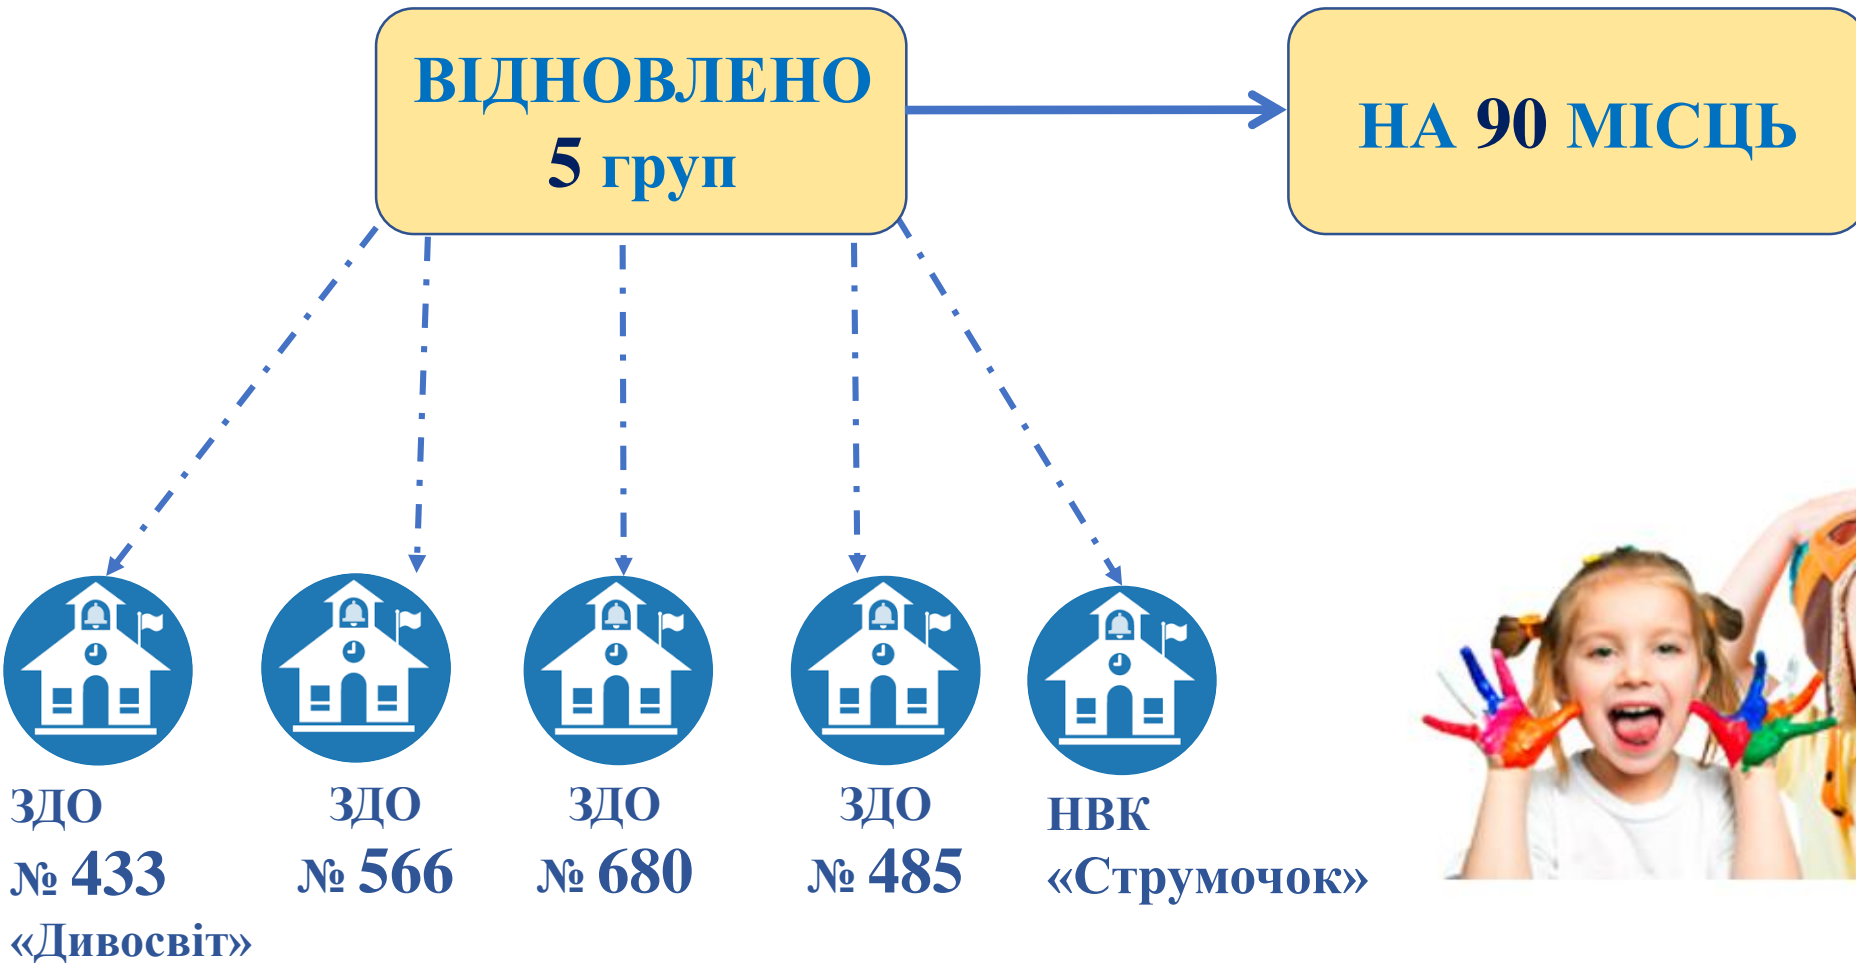 ВІДНОВЛЕНО
5 груп
НА 90 МІСЦЬ
ЗДО
№ 433
«Дивосвіт»
ЗДО
№ 566
ЗДО
№ 680
ЗДО
№ 485
НВК
«Струмочок»